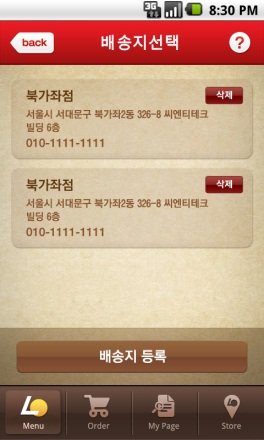 3G 8:30 PM
back 배송지선택 ?
북가좌점 삭제
서울시 서대문구 북가좌2동 326-8 씨엔티테크
빌딩 6층
010-1111-1111
북가좌점 삭제
서울시 서대문구 북가좌2동 326-8 씨엔티테크
빌딩 6층
010-1111-1111
배송지 등록
Menu Order My Page Store